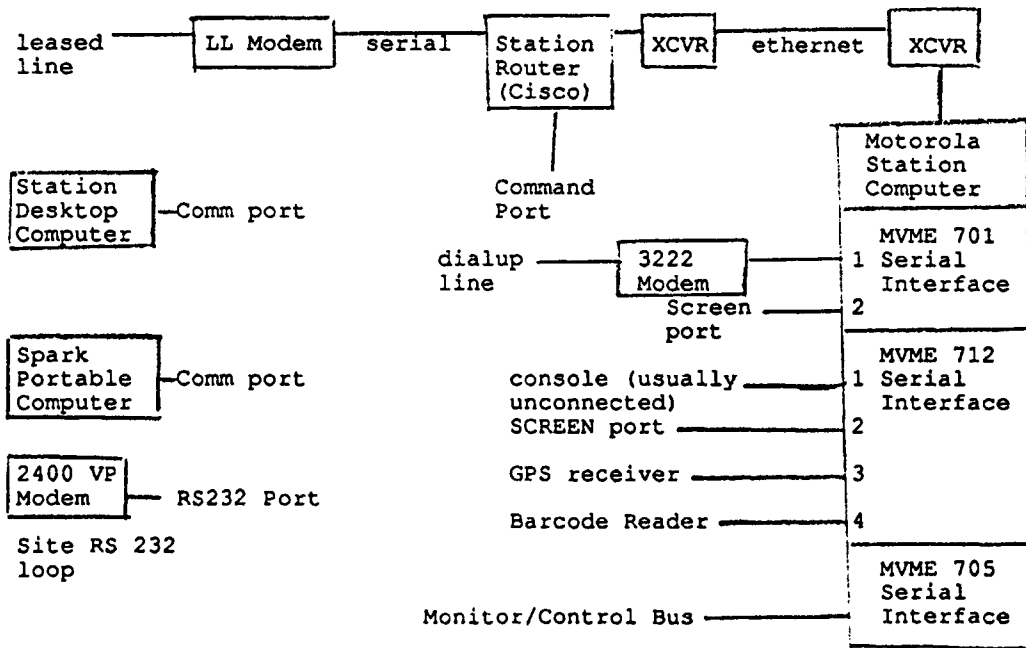 leased
line
LL Modem
serial
Station
Router
(Cisco)
XCVR
ethernet
XCVR
Command
Port
Motorola
Station
Computer
Station
Desktop
Computer
Comm port
MVME 701
1 Serial
Interface
2
dialup
line
3222
Modem
Screen
port
Spark
Portable
Computer
Comm port
MVME 712
1 Serial
Interface
2
3
4
console (usually
unconnected)
SCREEN port
GPS receiver
Barcode Reader
2400 VP
Modem
RS232 Port
Site RS 232
loop
MVME 705
Serial
Interface
Monitor/Control Bus